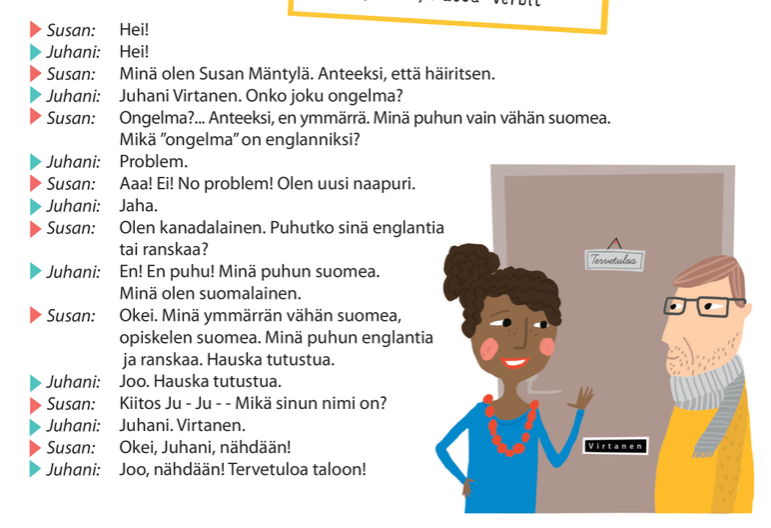 verbit
Susan: Hei!
Juhani: Hei!
Susan: Minä olen Susan Mäntylä. Anteeksi, että häiritsen.
Juhani: Juhani Virtanen. Onko joku ongelma?
Susan: Ongelma?... Anteeksi, en ymmärrä. Minä puhun vain vähän suomea.
Mikä ”ongelma” on englanniksi?
Juhani: Problem.
Susan: Aaa! Ei! No problem! Olen uusi naapuri.
Juhani: Jaha.
Susan: Olen kanadalainen. Puhutko sinä englantia
tai ranskaa?
Juhani: En! En puhu! Minä puhun suomea.
Minä olen suomalainen.
Susan: Okei. Minä ymmärrän vähän suomea,
opiskelen suomea. Minä puhun englantia
ja ranskaa. Hauska tutustua.
Juhani: Joo. Hauska tutustua.
Susan: Kiitos Ju - Ju - - Mikä sinun nimi on?
Juhani: Juhani. Virtanen.
Susan: Okei, Juhani, nähdään!
Juhani: Joo, nähdään! Tervetuloa taloon!
Tervetuloa
Virtanen